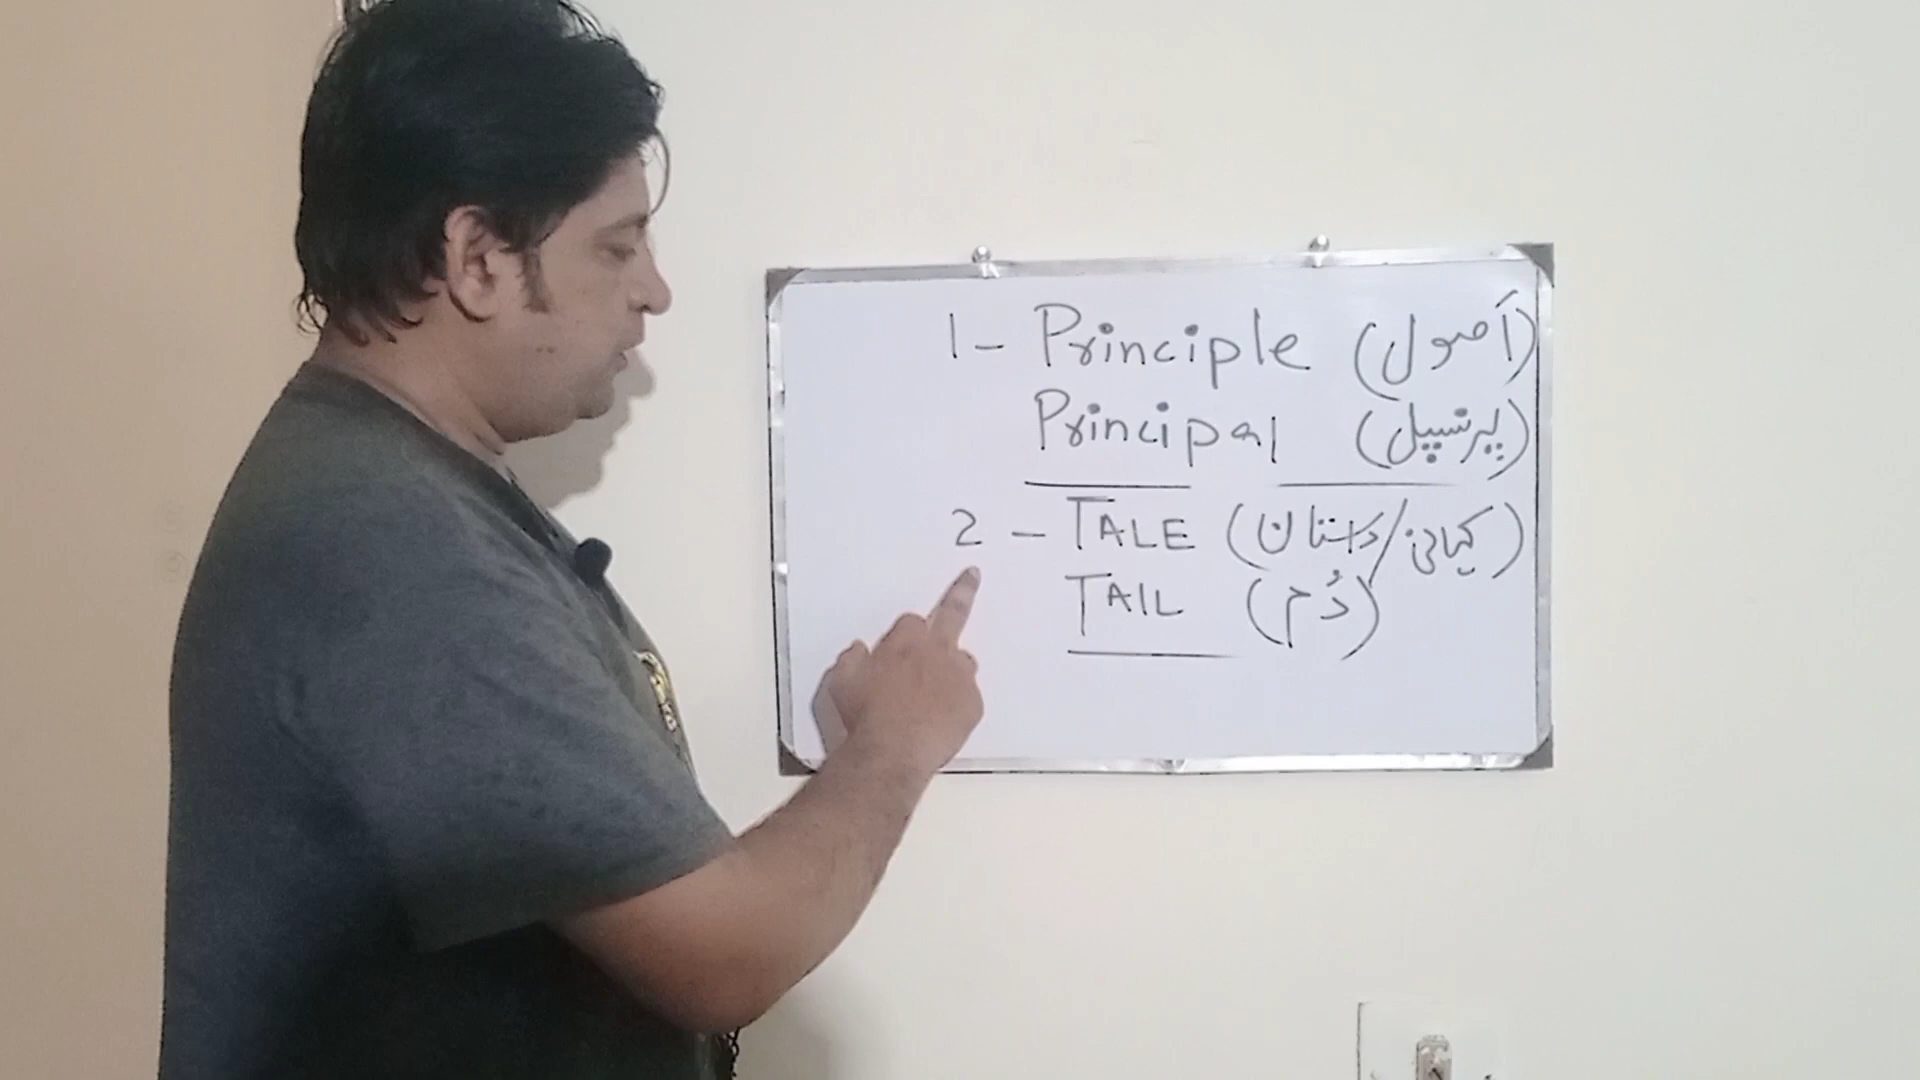 1- Principle (اَصول)
Principal (پرنسپل)
2 - TALE (کہانی/داستان)
TAIL (دُم)